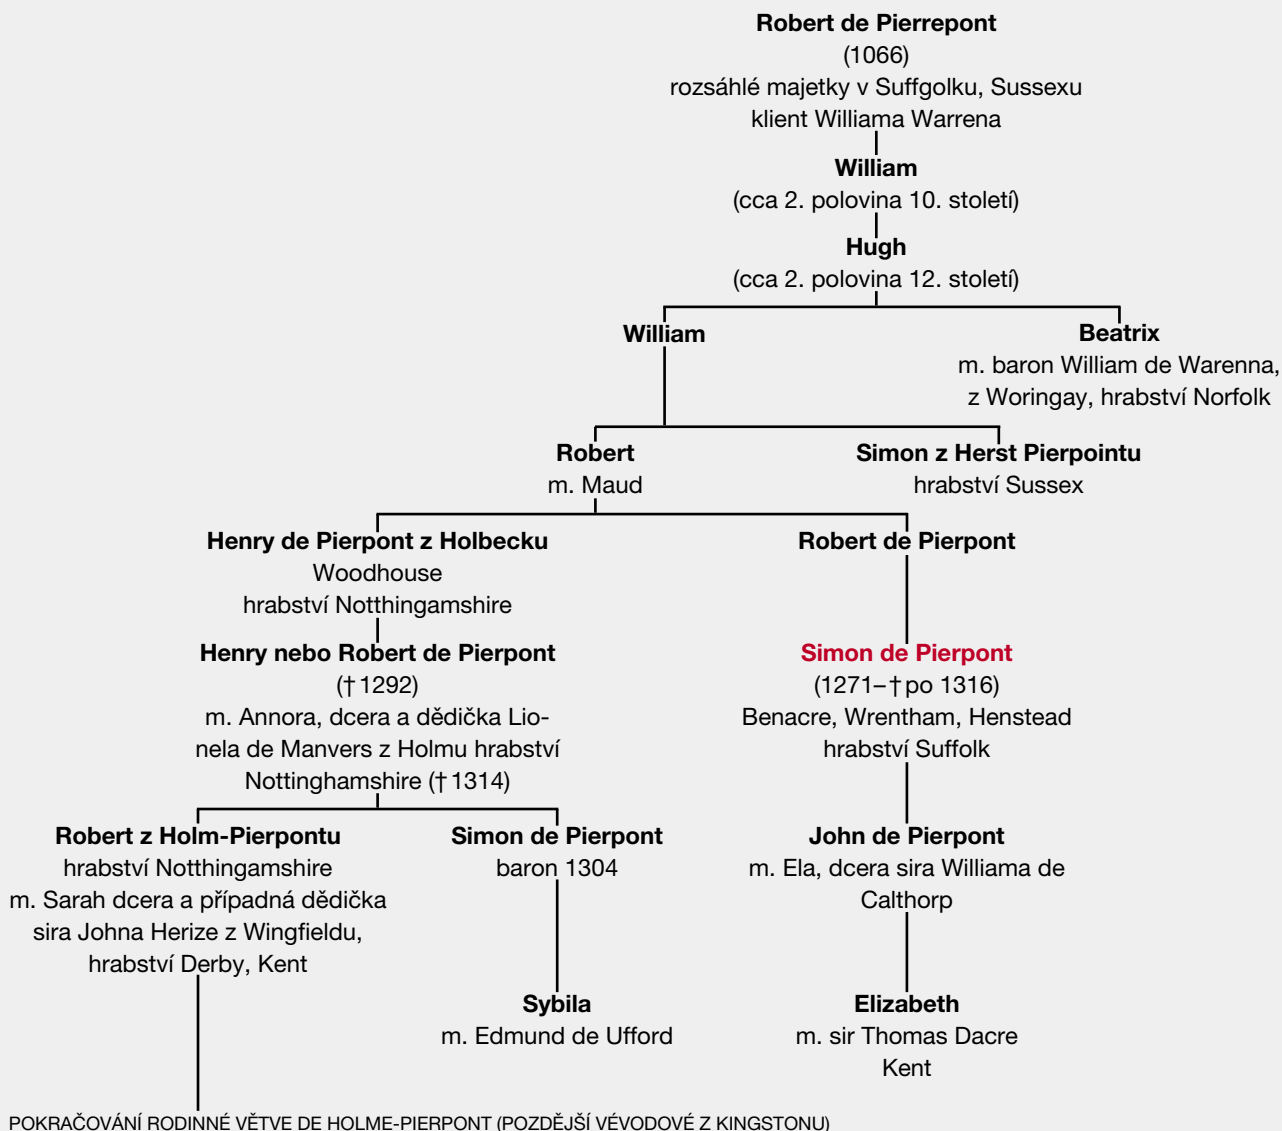 Robert de Pierrepont
(1066)
rozsáhlé majetky v Suffgolku, Sussexu
klient Williama Warrena
William
(cca 2. polovina 10. století)
Hugh
(cca 2. polovina 12. století)
William
Beatrix
m. baron William de Warenna,
z Woringay, hrabství Norfolk
Robert
m. Maud
Simon z Herst Pierpointu
hrabství Sussex
Henry de Pierpont z Holbecku
Woodhouse
hrabství Notthingamshire
Robert de Pierpont
Henry nebo Robert de Pierpont
(† 1292)
m. Annora, dcera a dědička Lio-
nela de Manvers z Holmu hrabství
Nottinghamshire († 1314)
Simon de Pierpont
(1271–† po 1316)
Benacre, Wrentham, Henstead
hrabství Suffolk
Robert z Holm-Pierpontu
hrabství Notthingamshire
m. Sarah dcera a případná dědička
sira Johna Herize z Wingfieldu,
hrabství Derby, Kent
Simon de Pierpont
baron 1304
John de Pierpont
m. Ela, dcera sira Williama de
Calthorp
Sybila
m. Edmund de Ufford
Elizabeth
m. sir Thomas Dacre
Kent
POKRAČOVÁNÍ RODINNÉ VĚTVE DE HOLME-PIERPONT (POZDĚJŠÍ VÉVODOVÉ Z KINGSTONU)